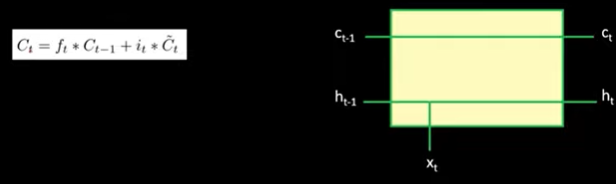 C_t = f_t * C_{t-1} + i_t * \tilde{C}_t
c_{t-1}
c_t
h_{t-1}
h_t
x_t